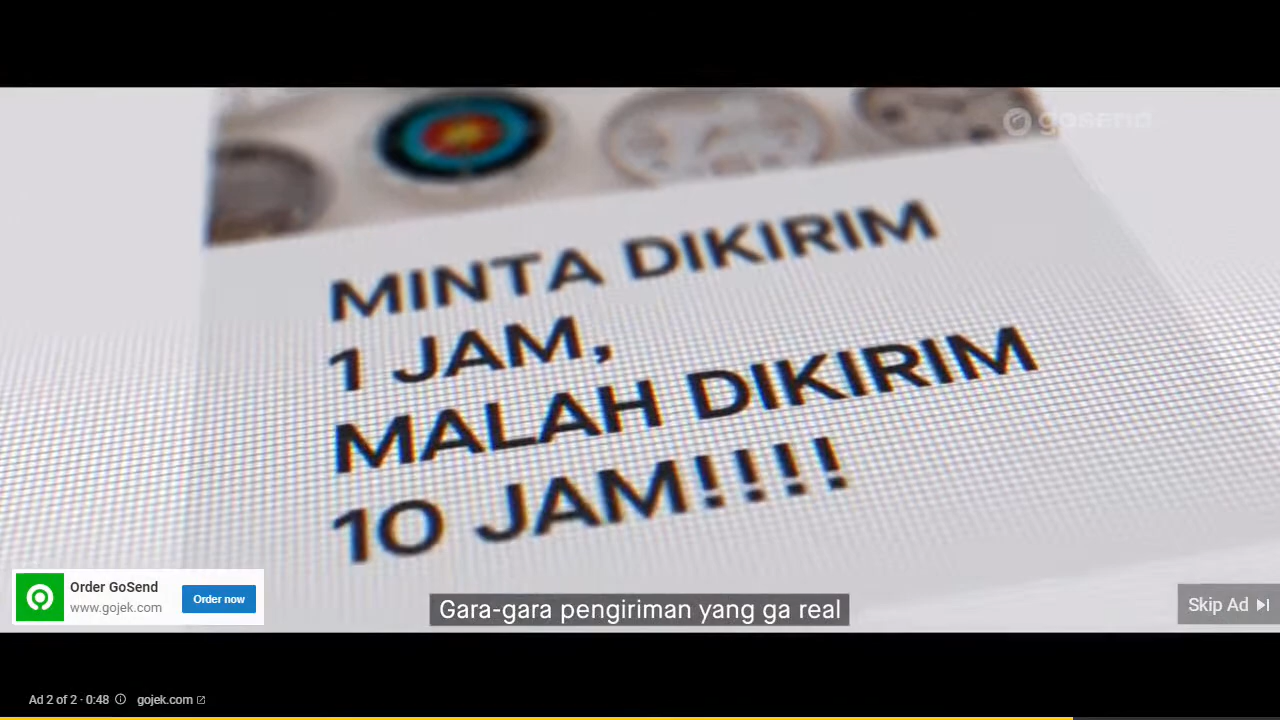 gosend
MINTA DIKIRIM
1 JAM,
MALAH DIKIRIM
10 JAM!!!!
Order GoSend
www.gojek.com
Order now
Gara-gara pengiriman yang ga real
Skip Ad
Ad 2 of 2 · 0:48
gojek.com